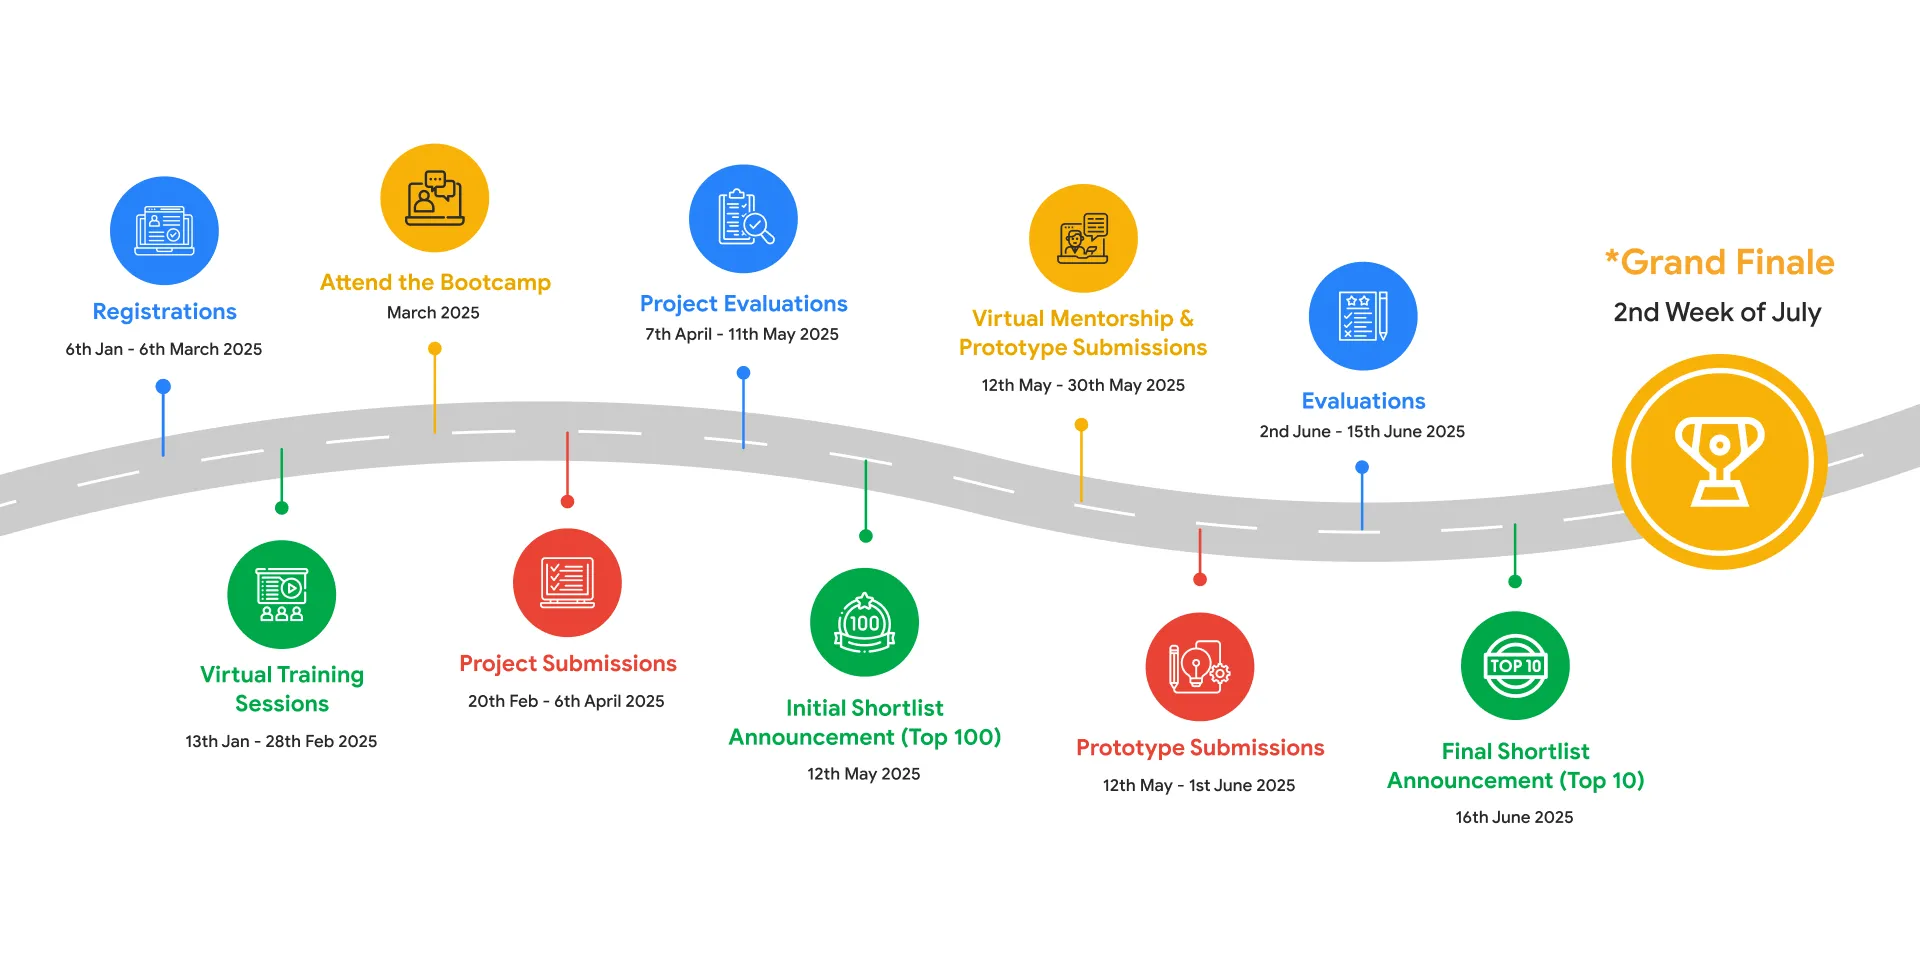 Registrations
6th Jan - 6th March 2025
Virtual Training
Sessions
13th Jan - 28th Feb 2025
Attend the Bootcamp
March 2025
Project Submissions
20th Feb - 6th April 2025
Project Evaluations
7th April - 11th May 2025
100
Initial Shortlist
Announcement (Top 100)
12th May 2025
Virtual Mentorship &
Prototype Submissions
12th May - 30th May 2025
Prototype Submissions
12th May - 1st June 2025
Evaluations
2nd June - 15th June 2025
TOP 10
Final Shortlist
Announcement (Top 10)
16th June 2025
*Grand Finale
2nd Week of July